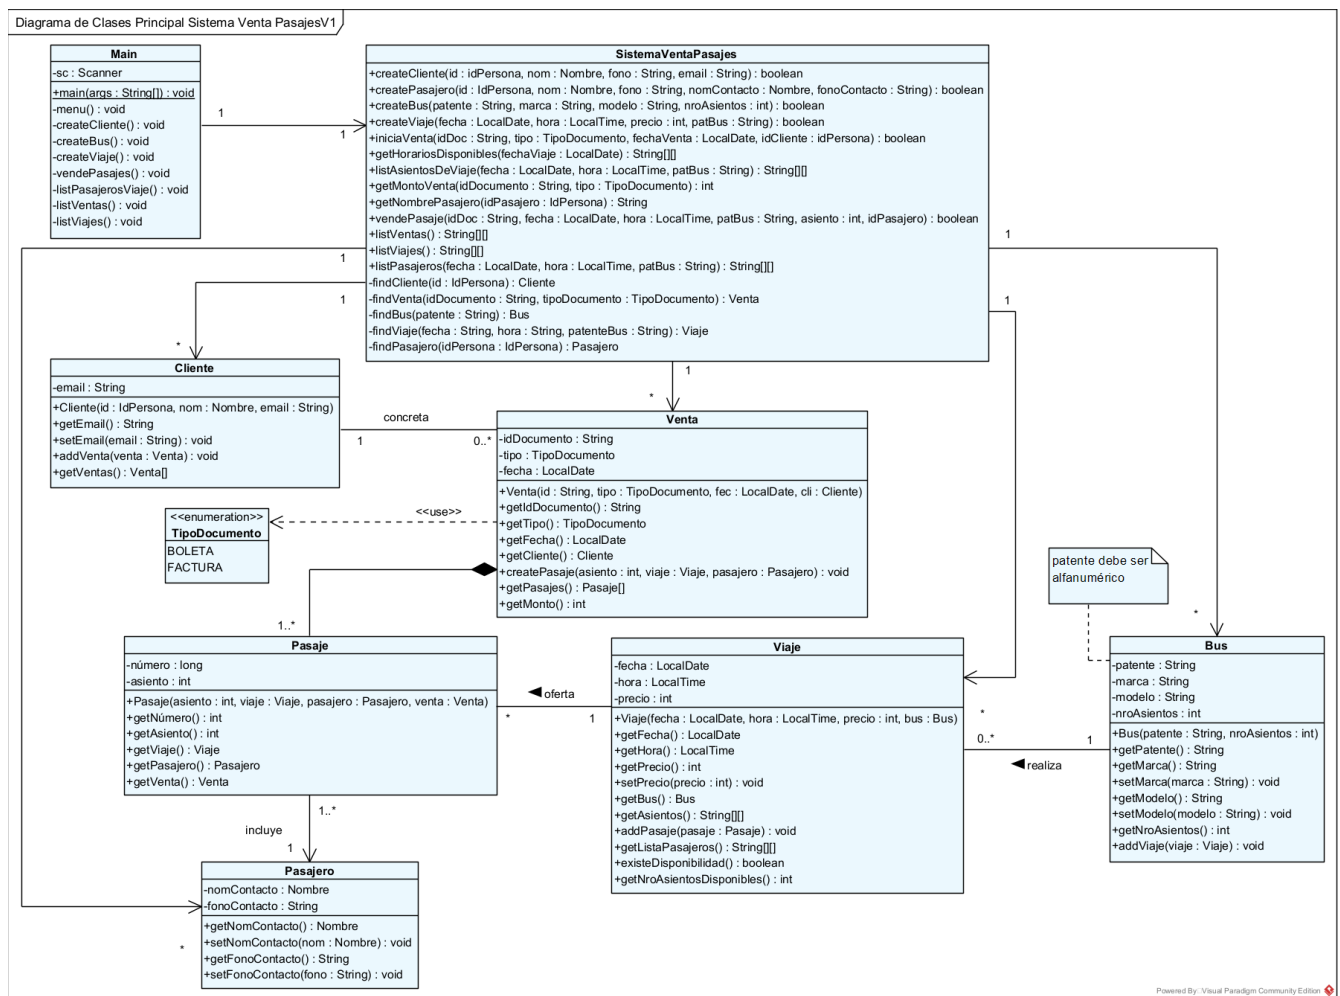 Diagrama de Clases Principal Sistema Venta PasajesV1
Main
-sc : Scanner
+main(args : String[]) : void
-menu() : void
-createCliente() : void
-createBus() : void
-createViaje() : void
-vendePasajes() : void
-listPasajerosViaje() : void
-listVentas() : void
-listViajes() : void
1
1
SistemaVentaPasajes
+createCliente(id : idPersona, nom : Nombre, fono : String, email : String) : boolean
+createPasajero(id : IdPersona, nom : Nombre, fono : String, nomContacto : Nombre, fonoContacto : String) : boolean
+createBus(patente : String, marca : String, modelo : String, nroAsientos : int) : boolean
+createViaje(fecha : LocalDate, hora : LocalTime, precio : int, patBus : String) : boolean
+iniciaVenta(idDoc : String, tipo : TipoDocumento, fechaVenta : LocalDate, idCliente : idPersona) : boolean
+getHorariosDisponibles(fechaViaje : LocalDate) : String[][]
+listAsientosDeViaje(fecha : LocalDate, hora : LocalTime, patBus : String) : String[][]
+getMontoVenta(idDocumento : String, tipo : TipoDocumento) : int
+getNombrePasajero(idPasajero : IdPersona) : String
+vendePasaje(idDoc : String, fecha : LocalDate, hora : LocalTime, patBus : String, asiento : int, idPasajero) : boolean
+listVentas() : String[][]
+listViajes() : String[][]
+listPasajeros(fecha : LocalDate, hora : LocalTime, patBus : String) : String[][]
-findCliente(id : IdPersona) : Cliente
-findVenta(idDocumento : String, tipoDocumento : TipoDocumento) : Venta
-findBus(patente : String) : Bus
-findViaje(fecha : String, hora : String, patenteBus : String) : Viaje
-findPasajero(idPersona : IdPersona) : Pasajero
1
1
1
1
1
*
*
Cliente
-email : String
+Cliente(id : IdPersona, nom : Nombre, email : String)
+getEmail() : String
+setEmail(email : String) : void
+addVenta(venta : Venta) : void
+getVentas() : Venta[]
concreta
1
0..*
Venta
-idDocumento : String
-tipo : TipoDocumento
-fecha : LocalDate
+Venta(id : String, tipo : TipoDocumento, fec : LocalDate, cli : Cliente)
+getIdDocumento() : String
+getTipo() : TipoDocumento
+getFecha() : LocalDate
+getCliente() : Cliente
+createPasaje(asiento : int, viaje : Viaje, pasajero : Pasajero) : void
+getPasajes() : Pasaje[]
+getMonto() : int
<<use>>
<<enumeration>>
TipoDocumento
BOLETA
FACTURA
patente debe ser
alfanumérico
1..*
*
Pasaje
-número : long
-asiento : int
+Pasaje(asiento : int, viaje : Viaje, pasajero : Pasajero, venta : Venta)
+getNúmero() : int
+getAsiento() : int
+getViaje() : Viaje
+getPasajero() : Pasajero
+getVenta() : Venta
oferta
*
1
Viaje
-fecha : LocalDate
-hora : LocalTime
-precio : int
+Viaje(fecha : LocalDate, hora : LocalTime, precio : int, bus : Bus)
+getFecha() : LocalDate
+getHora() : LocalTime
+getPrecio() : int
+setPrecio(precio : int) : void
+getBus() : Bus
+getAsientos() : String[][]
+addPasaje(pasaje : Pasaje) : void
+getListaPasajeros() : String[][]
+existeDisponibilidad() : boolean
+getNroAsientosDisponibles() : int
*
0..*
1
realiza
Bus
-patente : String
-marca : String
-modelo : String
-nroAsientos : int
+Bus(patente : String, nroAsientos : int)
+getPatente() : String
+getMarca() : String
+setMarca(marca : String) : void
+getModelo() : String
+setModelo(modelo : String) : void
+getNroAsientos() : int
+addViaje(viaje : Viaje) : void
1..*
incluye
1
*
Pasajero
-nomContacto : Nombre
-fonoContacto : String
+getNomContacto() : Nombre
+setNomContacto(nom : Nombre) : void
+getFonoContacto() : String
+setFonoContacto(fono : String) : void
Powered By: Visual Paradigm Community Edition